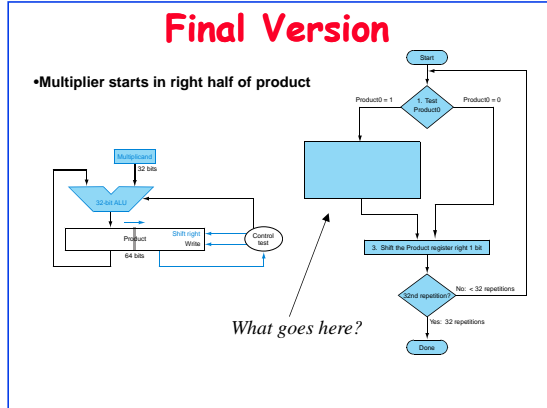 Final Version
•Multiplier starts in right half of product
Multiplicand
32 bits
32-bit ALU
Product
Shift right
Write
64 bits
Control
test
What goes here?
Start
Product0 = 1
1. Test
Product0
Product0 = 0
3. Shift the Product register right 1 bit
32nd repetition?
No: < 32 repetitions
Yes: 32 repetitions
Done